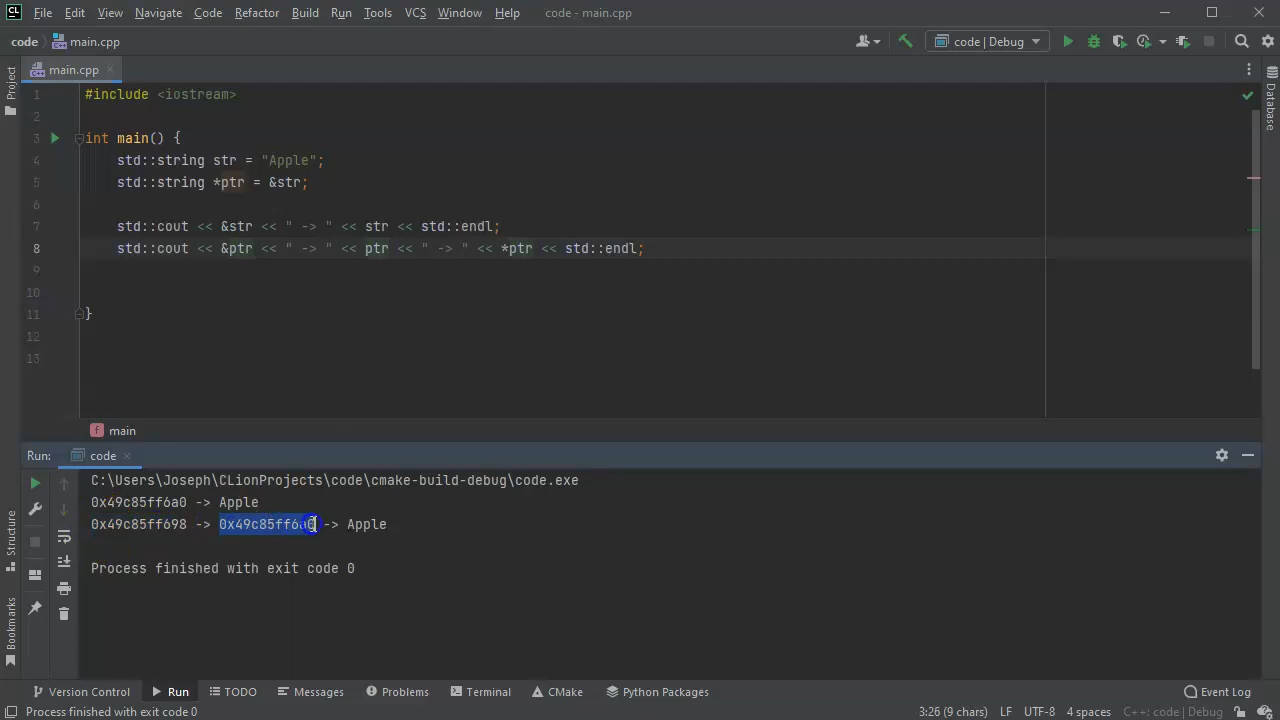 CL File Edit View Navigate Code Refactor Build Run Tools VCS Window Help code - main.cpp
code main.cpp code | Debug
main.cpp
1 #include <iostream>
2
3 int main() {
4 std::string str = "Apple";
5 std::string *ptr = &str;
6
7 std::cout << &str << " -> " << str << std::endl;
8 std::cout << &ptr << " -> " << ptr << " -> " << *ptr << std::endl;
9
10
11 }
12
13
Project
Database
f main
Run: code
C:\Users\Joseph\CLionProjects\code\cmake-build-debug\code.exe
0x49c85ff6a0 -> Apple
0x49c85ff698 -> 0x49c85ff6a0 -> Apple
Process finished with exit code 0
Structure
Bookmarks
Version Control Run TODO Messages Problems Terminal CMake Python Packages Event Log
Process finished with exit code 0 3:26 (9 chars) LF UTF-8 4 spaces C++: code | Debug